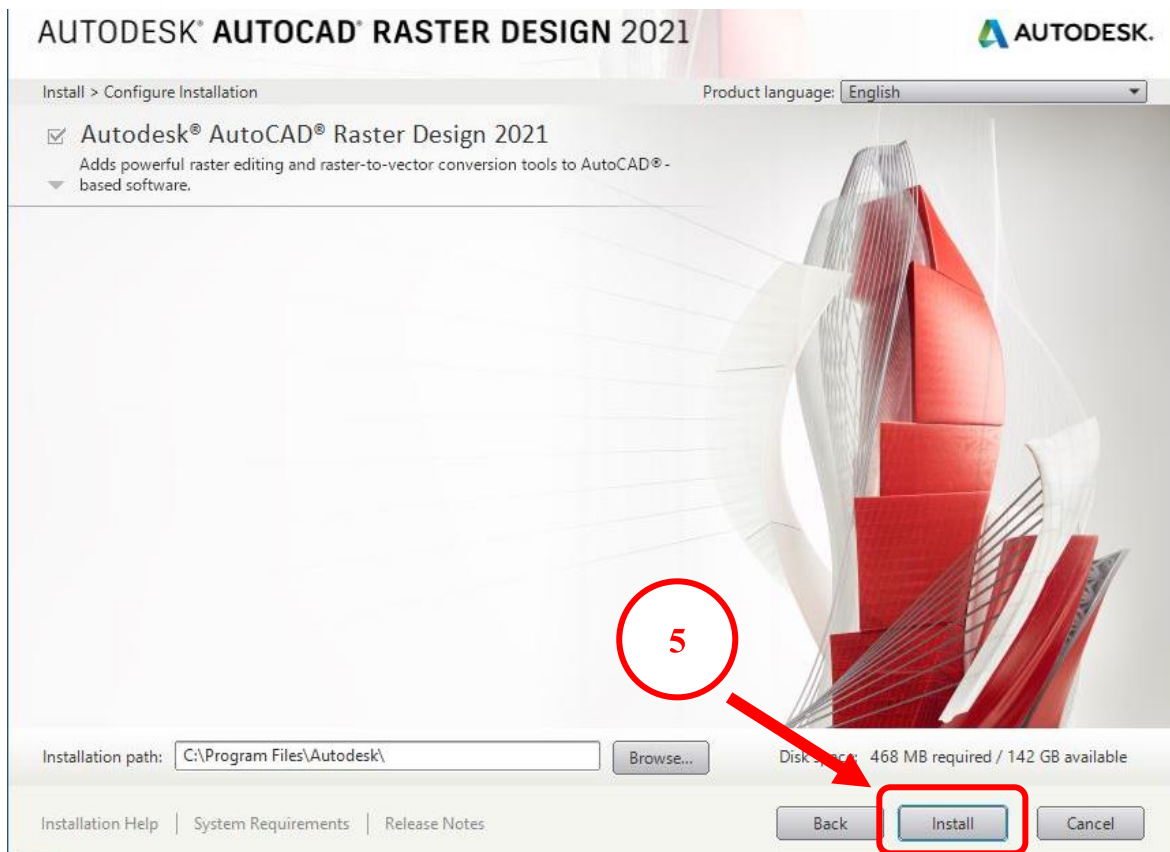 AUTODESK® AUTOCAD® RASTER DESIGN 2021
AUTODESK.
Install > Configure Installation
Product language: English
Autodesk® AutoCAD® Raster Design 2021
Adds powerful raster editing and raster-to-vector conversion tools to AutoCAD®-
based software.
5
Installation path: C:\Program Files\Autodesk\ Browse...
Disk space: 468 MB required / 142 GB available
Installation Help | System Requirements | Release Notes
Back Install Cancel